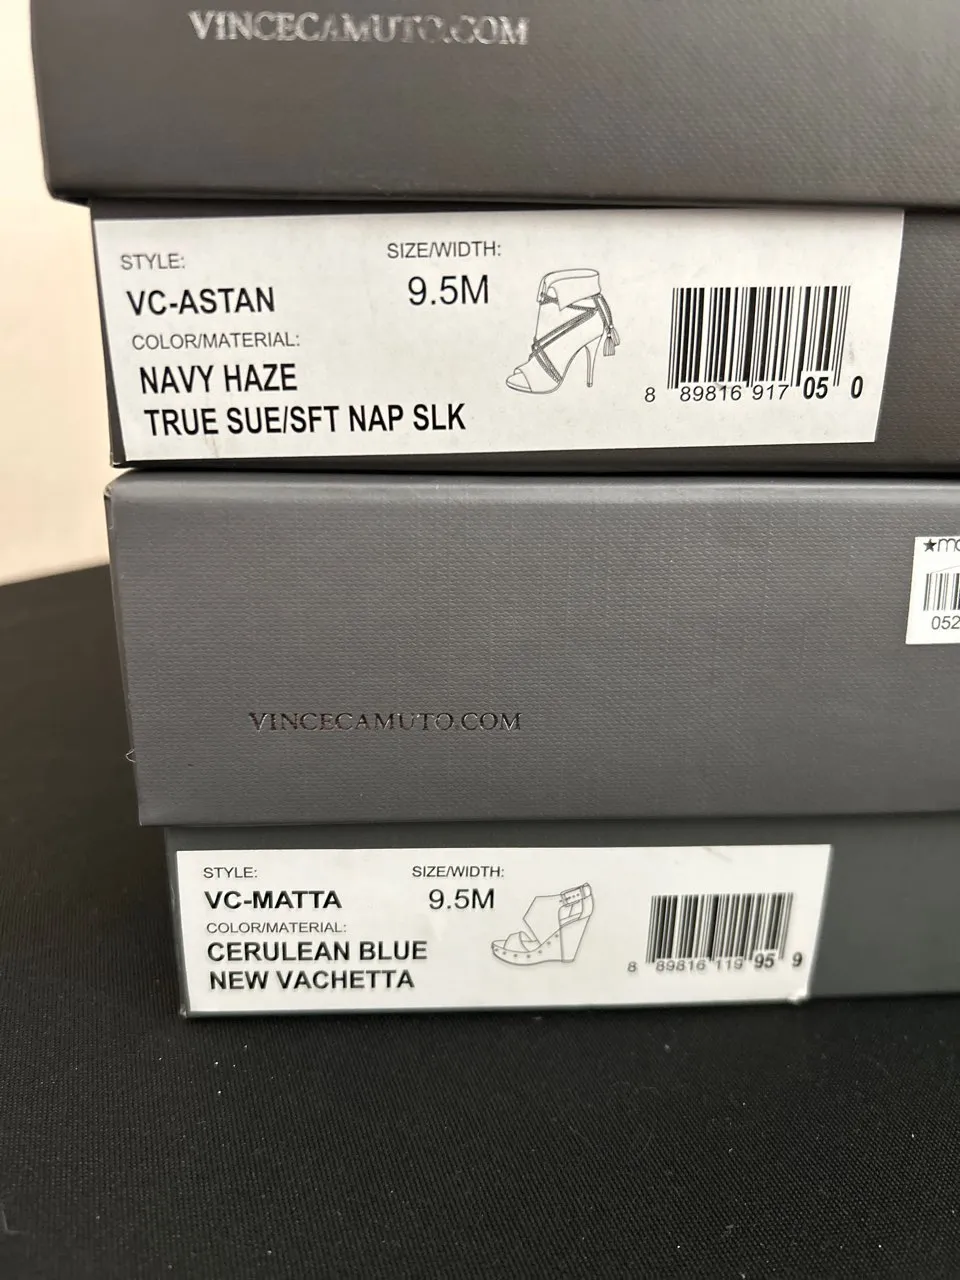 VINCECAMUTO.COM
STYLE:
SIZE/WIDTH:
VC-ASTAN
9.5M
COLOR/MATERIAL:
NAVY HAZE
TRUE SUE/SFT NAP SLK
8 89816 917 05 0
★ma
052
VINCECAMUTO.COM
STYLE:
SIZE/WIDTH:
VC-MATTA
9.5M
COLOR/MATERIAL:
CERULEAN BLUE
NEW VACHETTA
8 89816 119 95 9